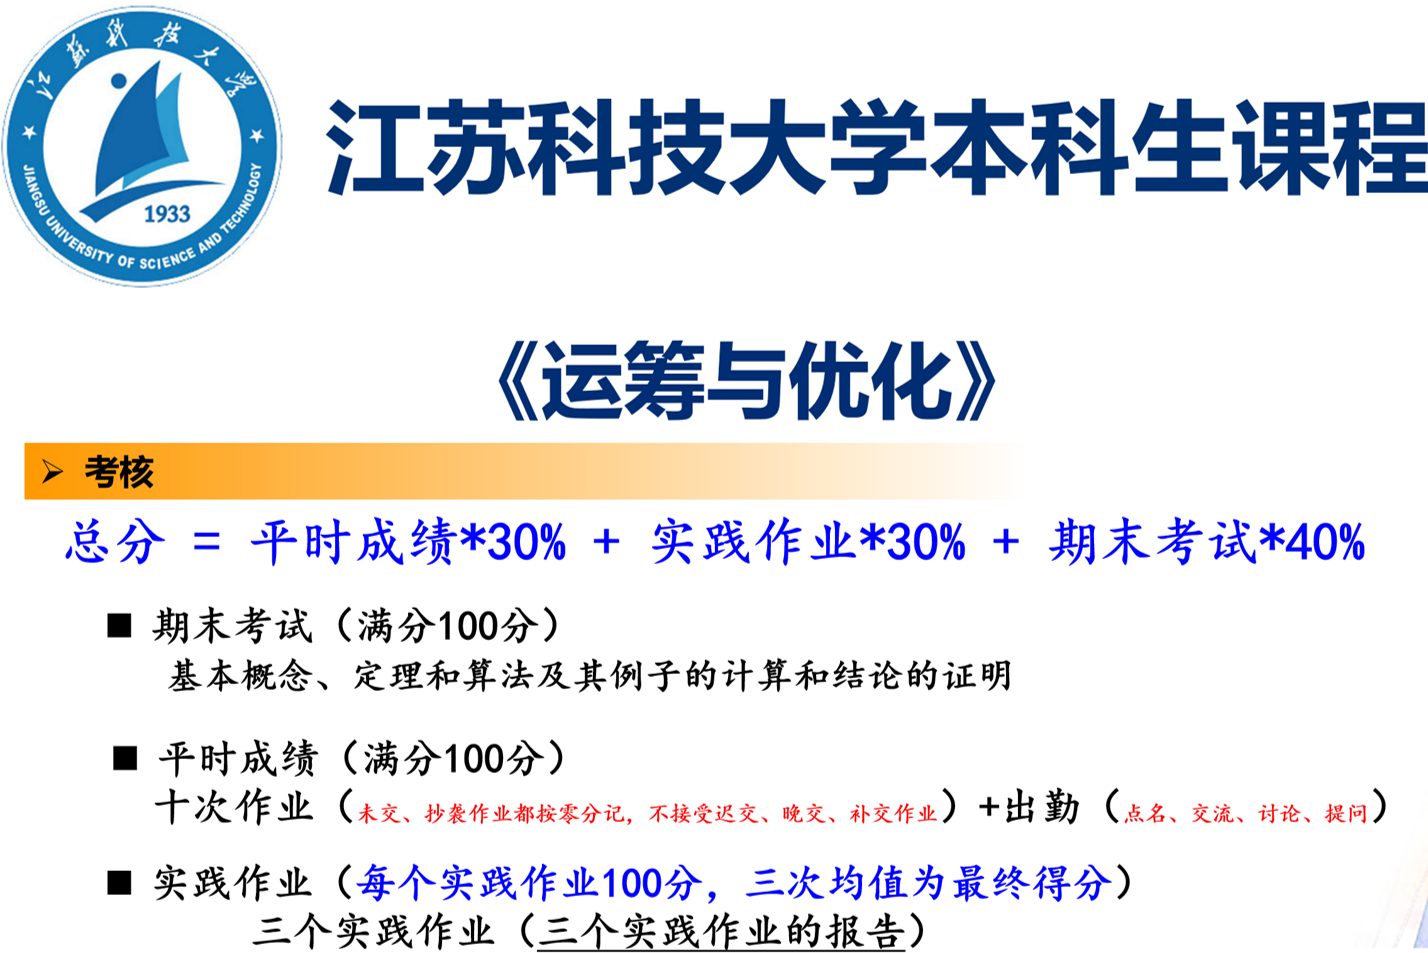 江苏科技大学
JIANGSU UNIVERSITY OF SCIENCE AND TECHNOLOGY
1933
江苏科技大学本科生课程
《运筹与优化》
➢ 考核
总分 = 平时成绩*30% + 实践作业*30% + 期末考试*40%
■ 期末考试（满分100分）
基本概念、定理和算法及其例子的计算和结论的证明
■ 平时成绩（满分100分）
十次作业（未交、抄袭作业都按零分记，不接受迟交、晚交、补交作业）+出勤（点名、交流、讨论、提问）
■ 实践作业（每个实践作业100分，三次均值为最终得分）
三个实践作业（三个实践作业的报告）